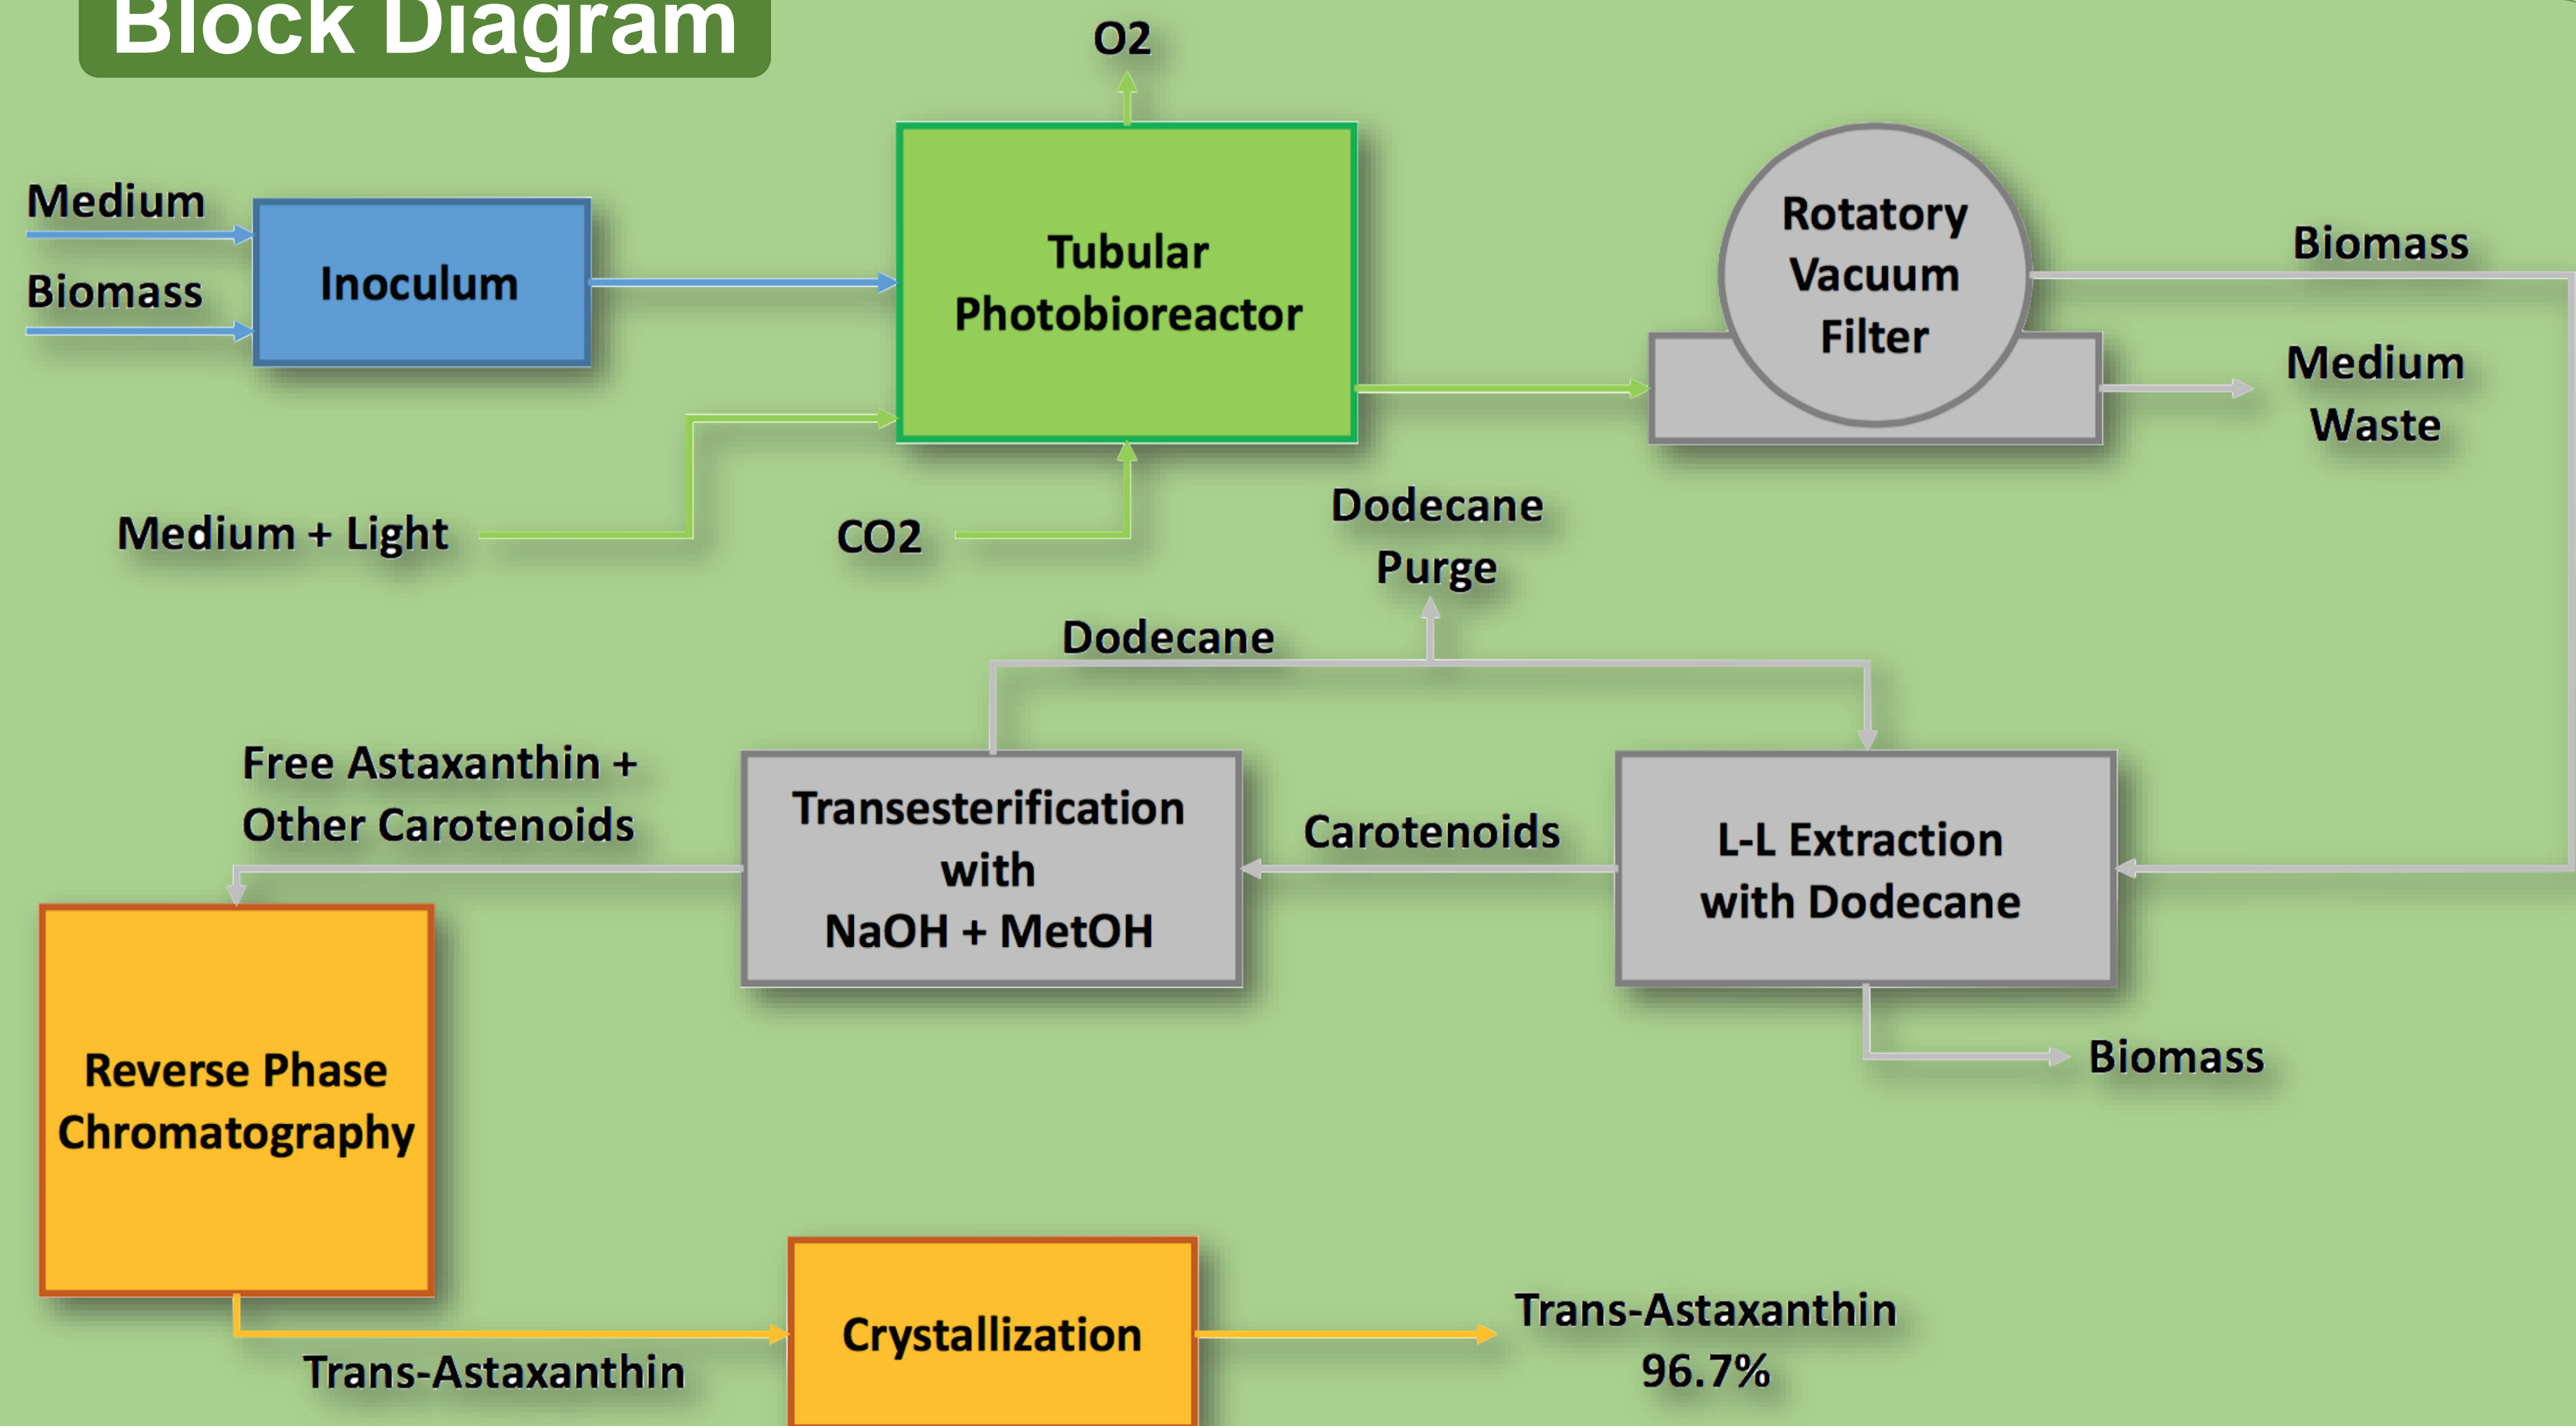 Block Diagram
O2
Medium
Biomass
Inoculum
Tubular
Photobioreactor
Rotatory
Vacuum
Filter
Biomass
Medium
Waste
Medium + Light
CO2
Dodecane
Purge
Dodecane
Free Astaxanthin +
Other Carotenoids
Transesterification
with
NaOH + MetOH
Carotenoids
L-L Extraction
with Dodecane
Biomass
Reverse Phase
Chromatography
Trans-Astaxanthin
Crystallization
Trans-Astaxanthin
96.7%